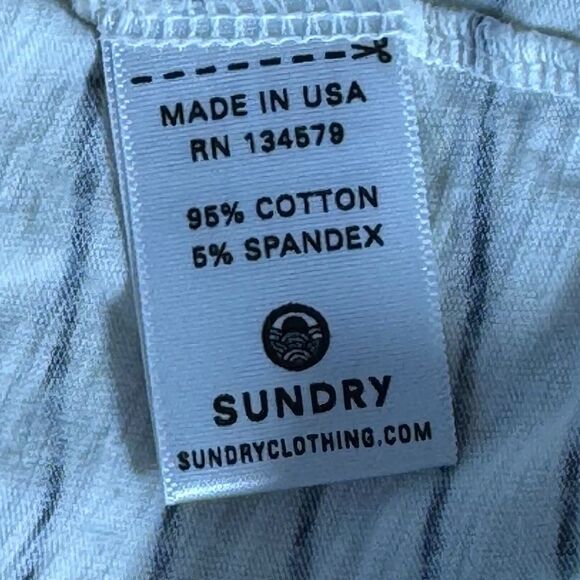 MADE IN USA
RN 134579
95% COTTON
5% SPANDEX
SUNDRY
SUNDRYCLOTHING.COM